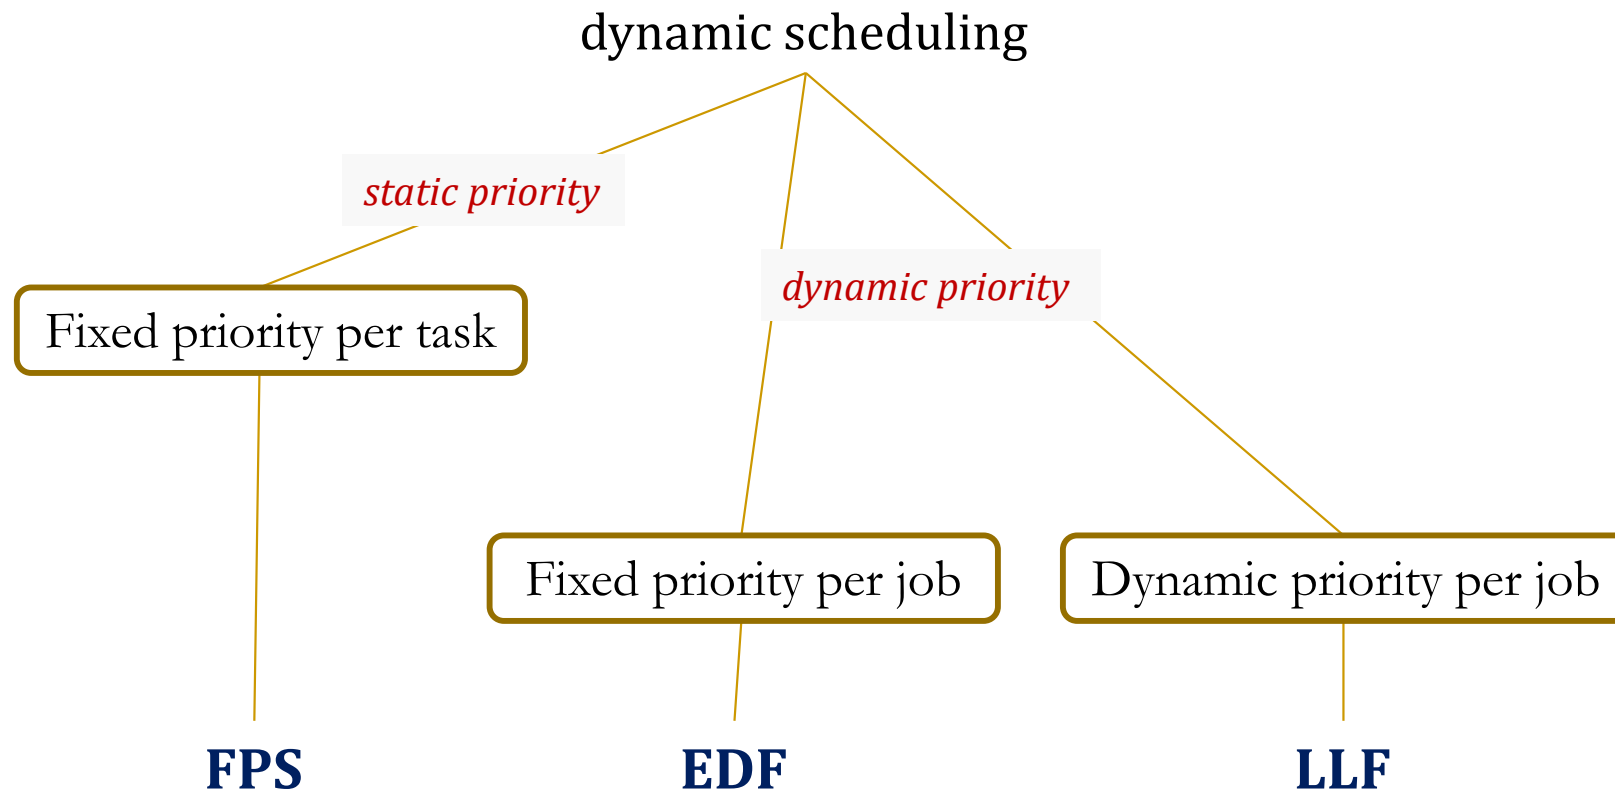 dynamic scheduling
static priority
dynamic priority
Fixed priority per task
Fixed priority per job
Dynamic priority per job
FPS
EDF
LLF